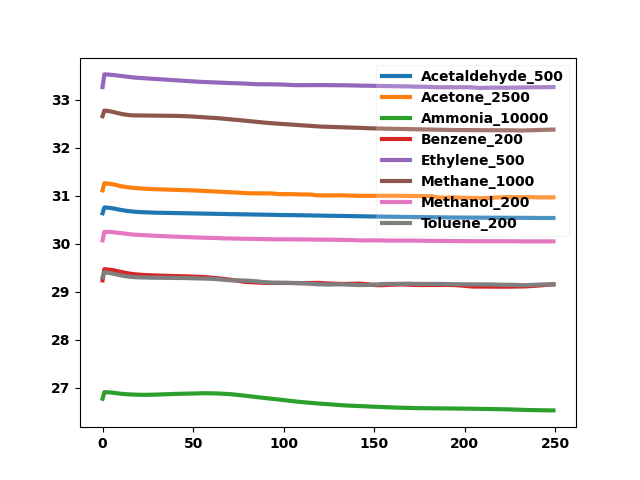 33
32
31
30
29
28
27
0 50 100 150 200 250
Acetaldehyde_500
Acetone_2500
Ammonia_10000
Benzene_200
Ethylene_500
Methane_1000
Methanol_200
Toluene_200